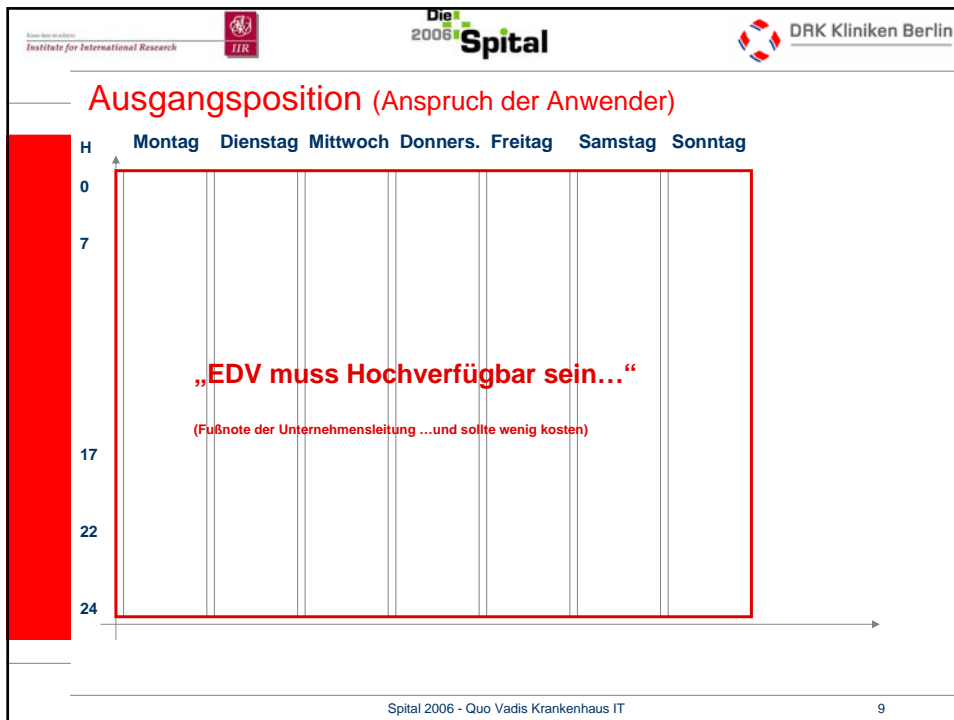 Institute for International Research
IIR
Die
2006 Spital
DRK Kliniken Berlin
Ausgangsposition (Anspruch der Anwender)
H Montag Dienstag Mittwoch Donners. Freitag Samstag Sonntag
0
7
„EDV muss Hochverfügbar sein…“
(Fußnote der Unternehmensleitung …und sollte wenig kosten)
17
22
24
Spital 2006 - Quo Vadis Krankenhaus IT 9